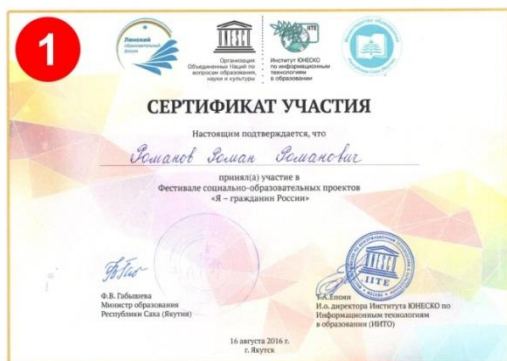 1
Ленский
образовательный
форум
Организация
Объединенных Наций по
вопросам образования,
науки и культуры
Институт ЮНЕСКО
по информационным
технологиям
в образовании
СЕРТИФИКАТ УЧАСТИЯ
Настоящим подтверждается, что
Романов Роман Романович
принял(а) участие в
Фестивале социально-образовательных проектов
«Я – гражданин России»
Ф.В. Габышева
Министр образования
Республики Саха (Якутия)
IITE
Т.А.Епоян
И.о. директора Института ЮНЕСКО по
Информационным технологиям
в образовании (ИИТО)
16 августа 2016 г.
г. Якутск